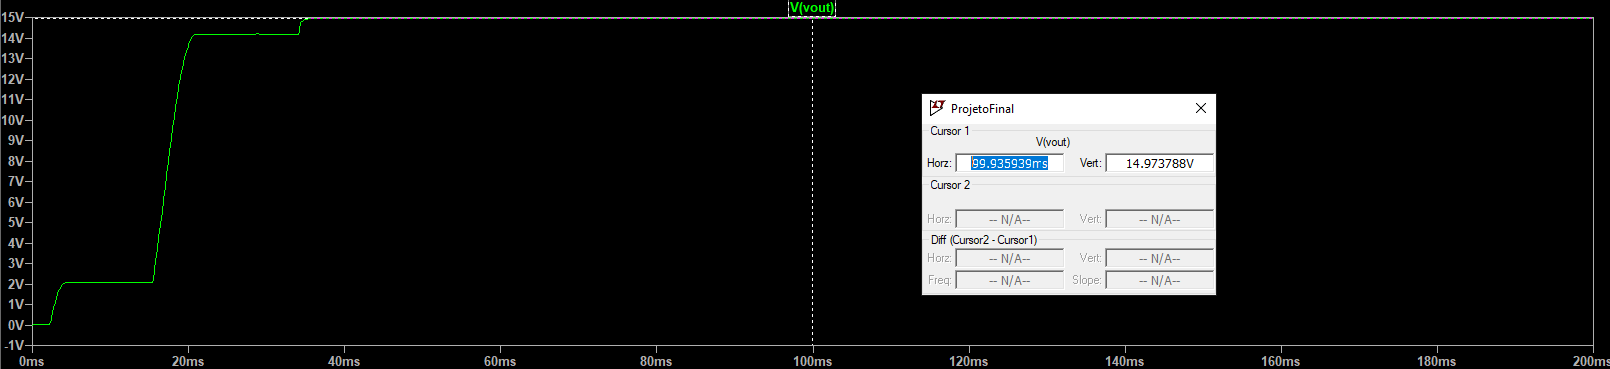 V(vout)
15V
14V
13V
12V
11V
10V
9V
8V
7V
6V
5V
4V
3V
2V
1V
0V
-1V
0ms 20ms 40ms 60ms 80ms 100ms 120ms 140ms 160ms 180ms 200ms
ProjetoFinal
Cursor 1
V(vout)
Horz: 99.935939ms Vert: 14.973788V
Cursor 2
Horz: -- N/A-- Vert: -- N/A--
Diff (Cursor2 - Cursor1)
Horz: -- N/A-- Vert: -- N/A--
Freq: -- N/A-- Slope: -- N/A--